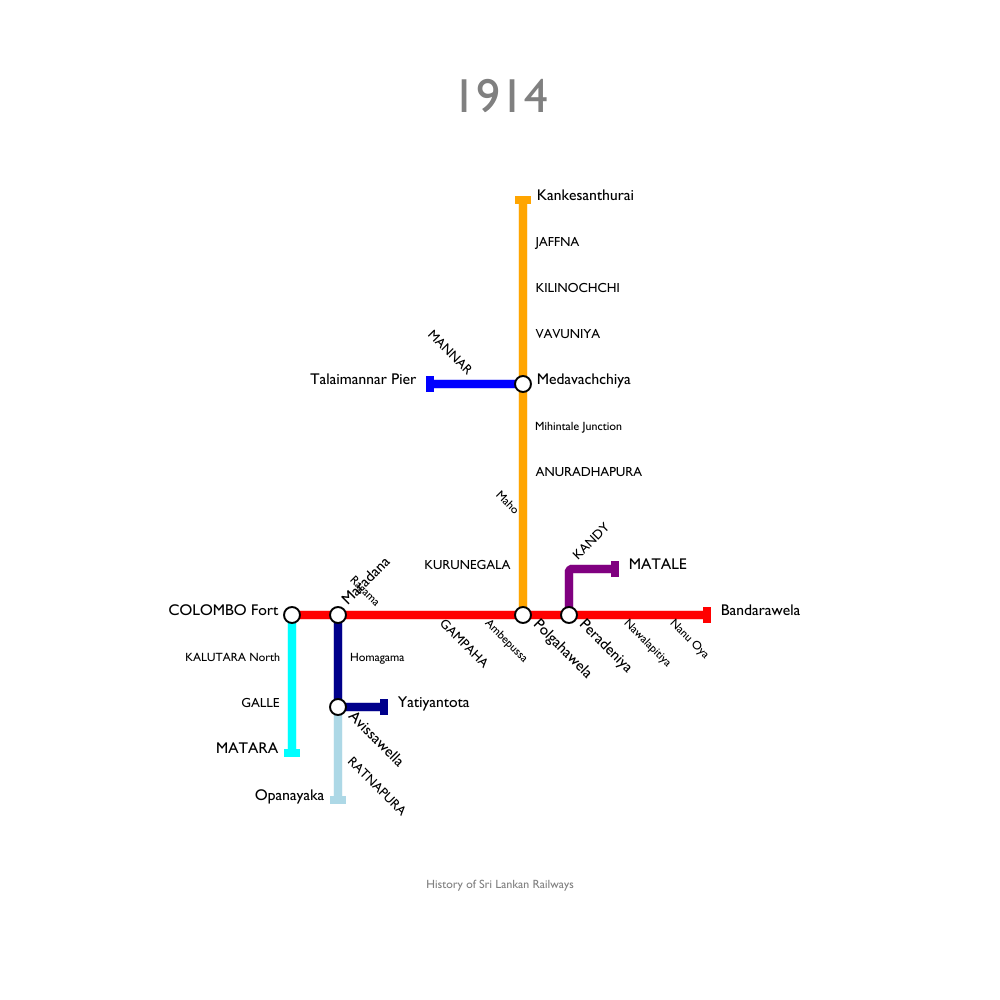 1914
Kankesanthurai
JAFFNA
KILINOCHCHI
VAVUNIYA
MANNAR
Talaimannar Pier
Medavachchiya
Mihintale Junction
ANURADHAPURA
Maho
KANDY
KURUNEGALA
MATALE
Maradana
Ragama
COLOMBO Fort
Bandarawela
GAMPAHA
Ambepussa
Polgahawela
Peradeniya
Nawalapitiya
Nanu Oya
KALUTARA North
Homagama
GALLE
Yatiyantota
Avissawella
MATARA
RATNAPURA
Opanayaka
History of Sri Lankan Railways